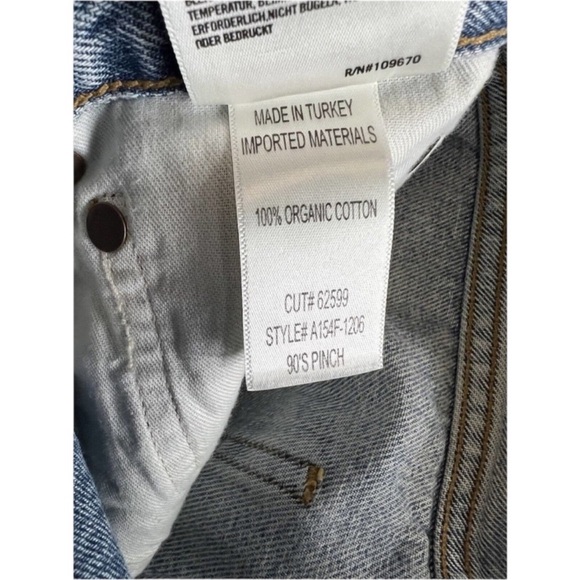 TEMPERATUR, BEIM
ERFORDERLICH.NICHT BÜGELN,
ODER BEDRUCKT
R/N#109670
MADE IN TURKEY
IMPORTED MATERIALS
100% ORGANIC COTTON
CUT# 62599
STYLE# A154F-1206
90'S PINCH